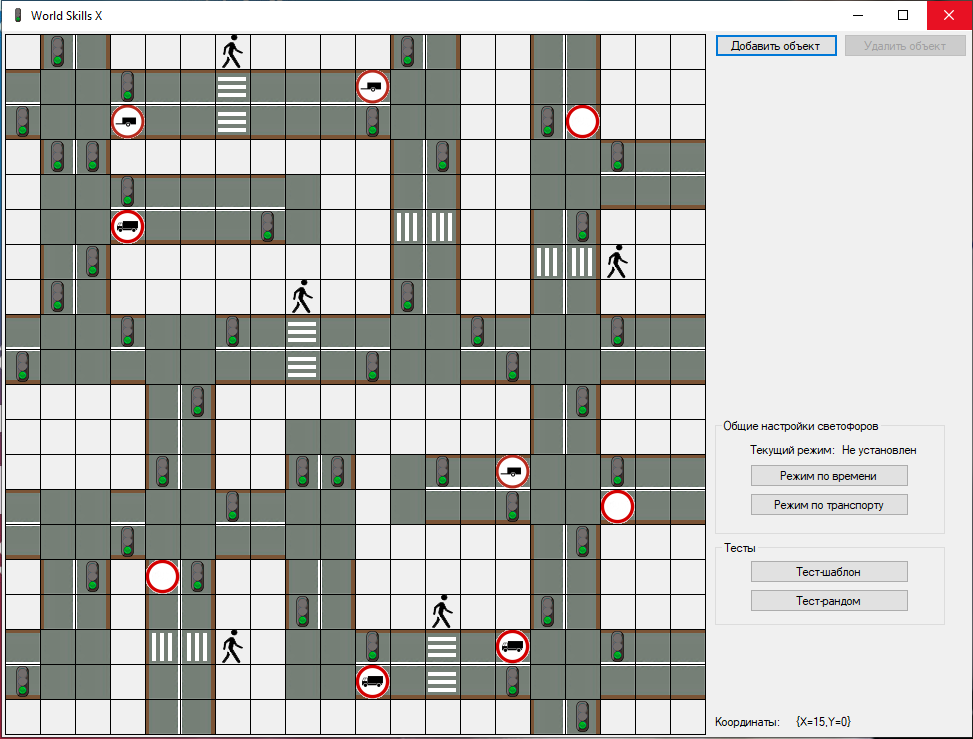 World Skills X
Добавить объект
Удалить объект
Общие настройки светофоров
Текущий режим: Не установлен
Режим по времени
Режим по транспорту
Тесты
Тест-шаблон
Тест-рандом
Координаты: {X=15,Y=0}